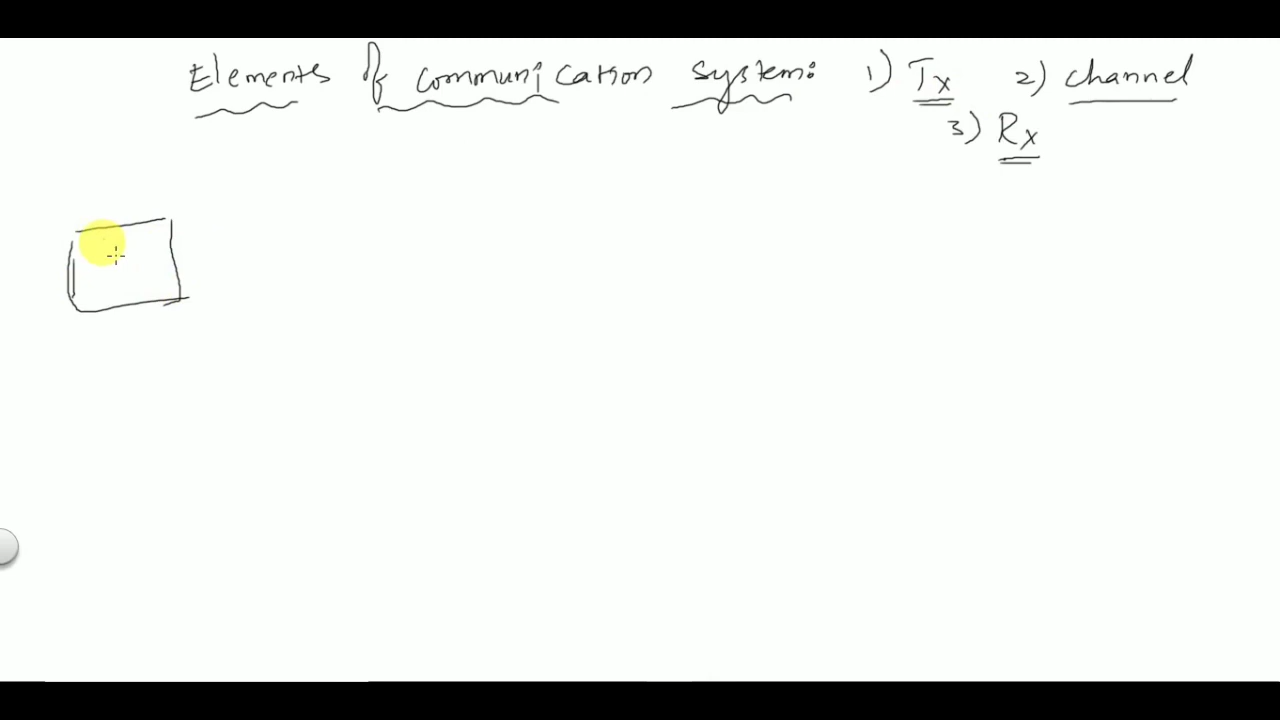 Elements of communication system: 1) Tx 2) channel
3) Rx